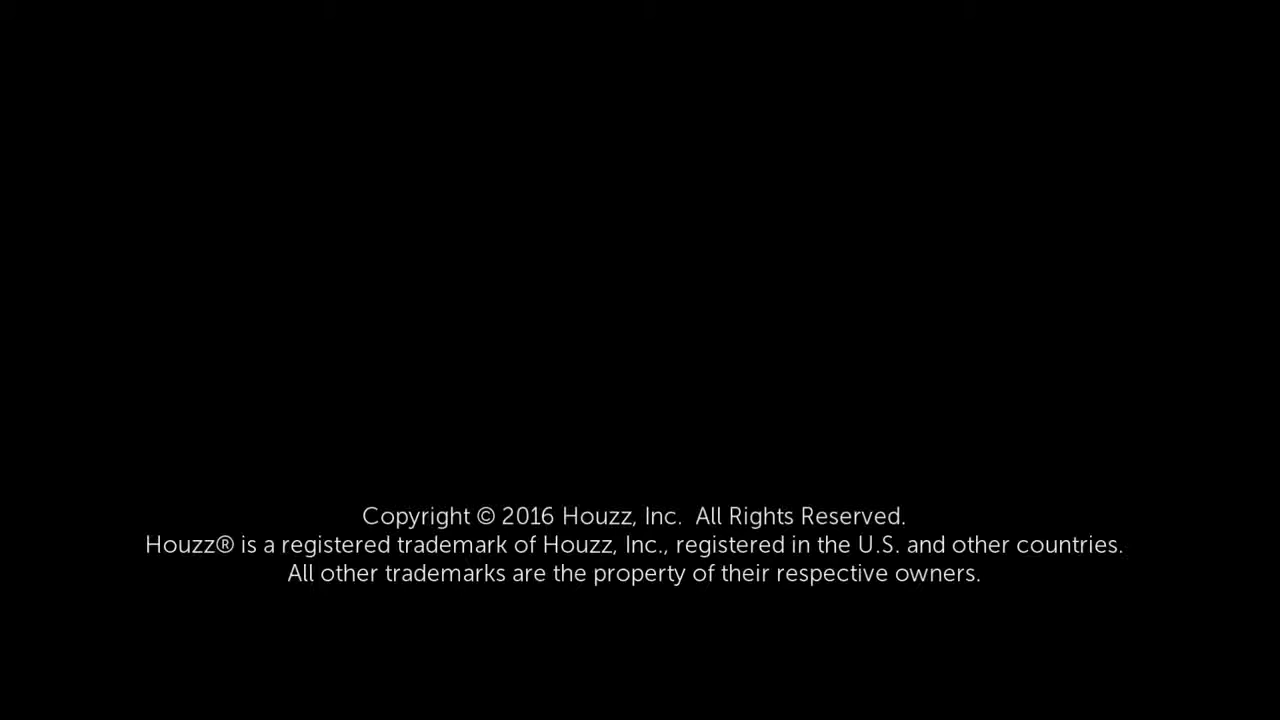 Copyright © 2016 Houzz, Inc.  All Rights Reserved.
Houzz® is a registered trademark of Houzz, Inc., registered in the U.S. and other countries.
All other trademarks are the property of their respective owners.